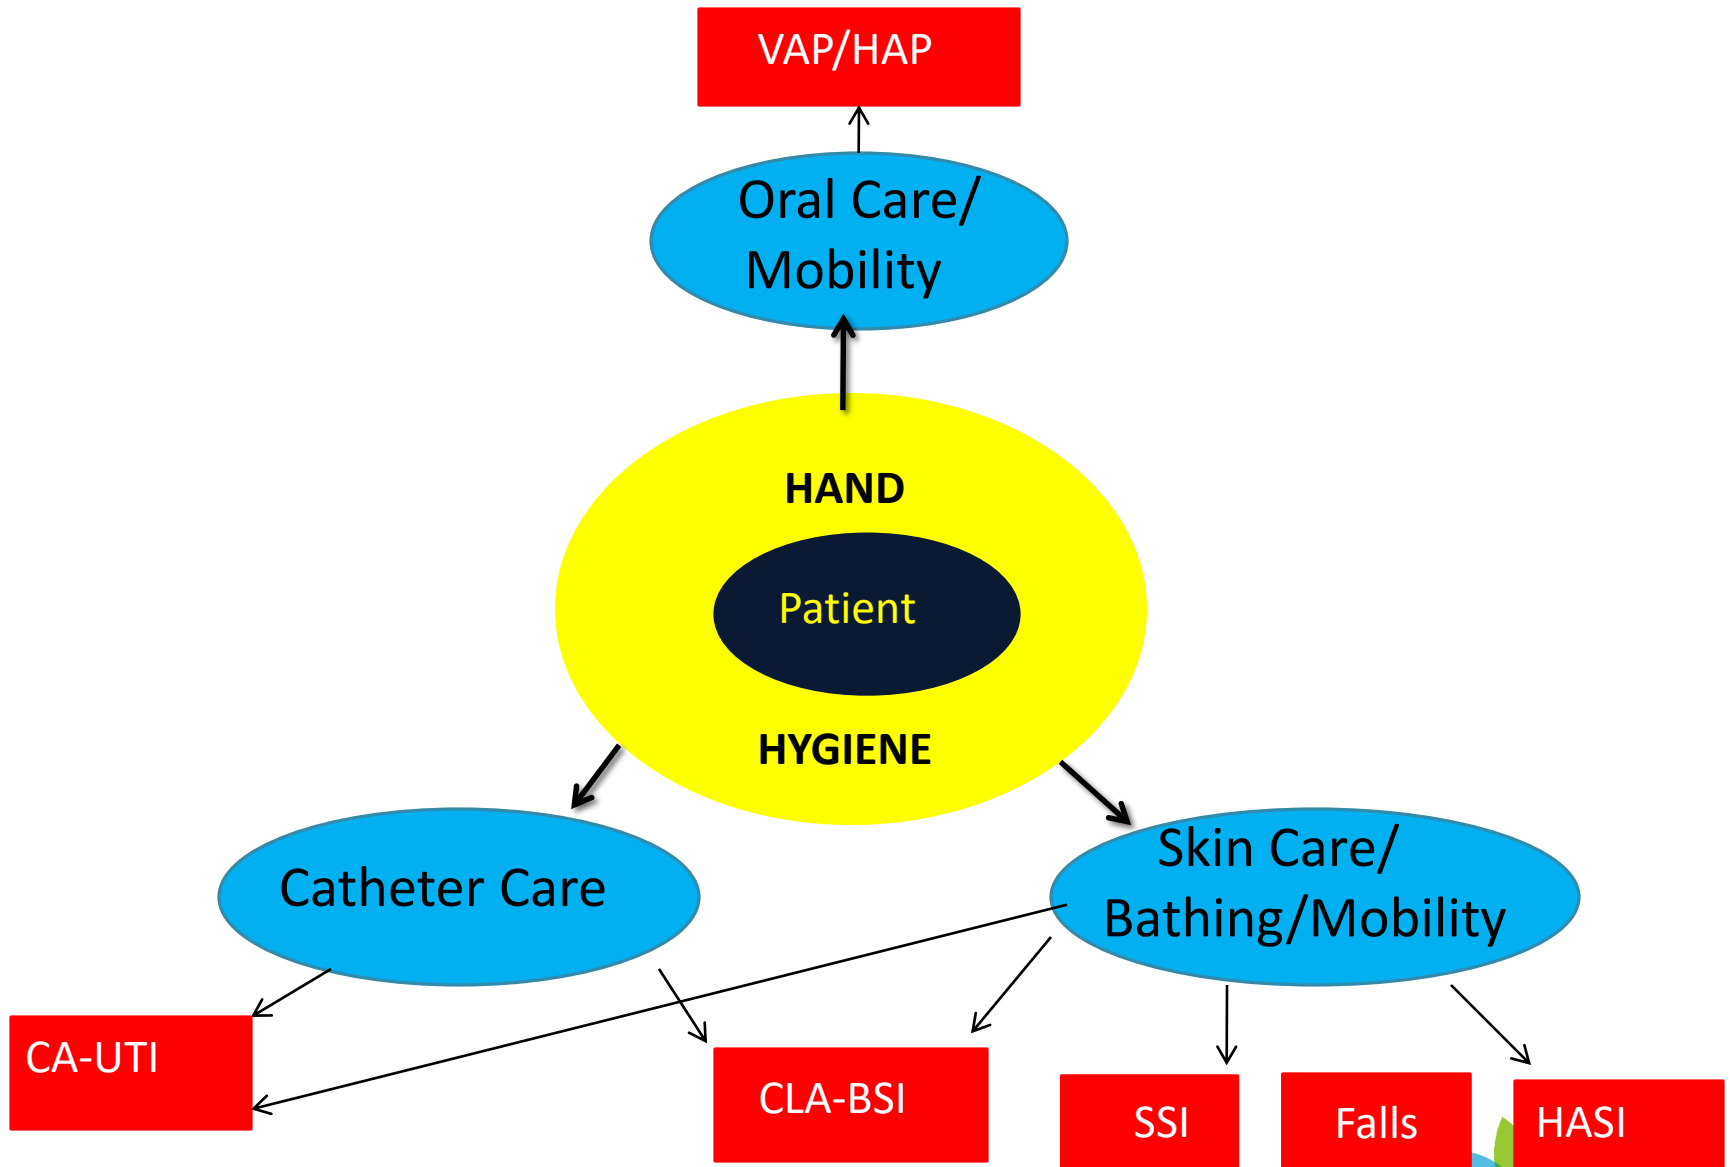 VAP/HAP
Oral Care/
Mobility
HAND
Patient
HYGIENE
Catheter Care
Skin Care/
Bathing/Mobility
CA-UTI
CLA-BSI
SSI
Falls
HASI